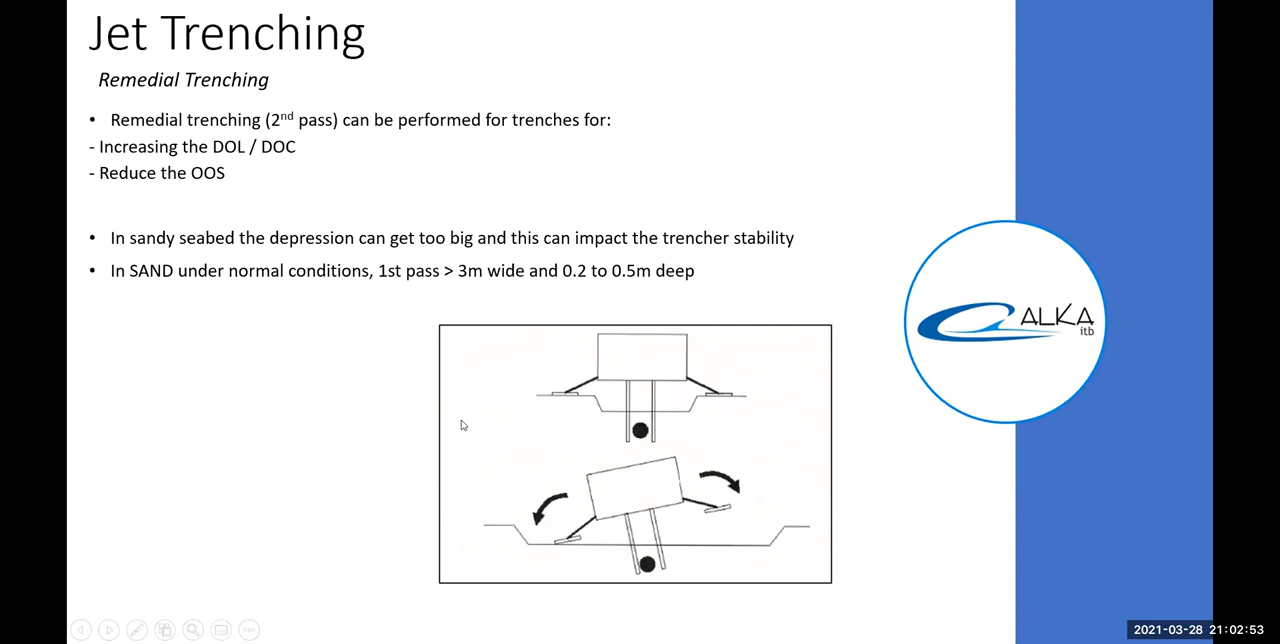 Jet Trenching
Remedial Trenching
• Remedial trenching (2nd pass) can be performed for trenches for:
- Increasing the DOL / DOC
- Reduce the OOS
• In sandy seabed the depression can get too big and this can impact the trencher stability
• In SAND under normal conditions, 1st pass > 3m wide and 0.2 to 0.5m deep
ALKA
itb
2021-03-28 21:02:53